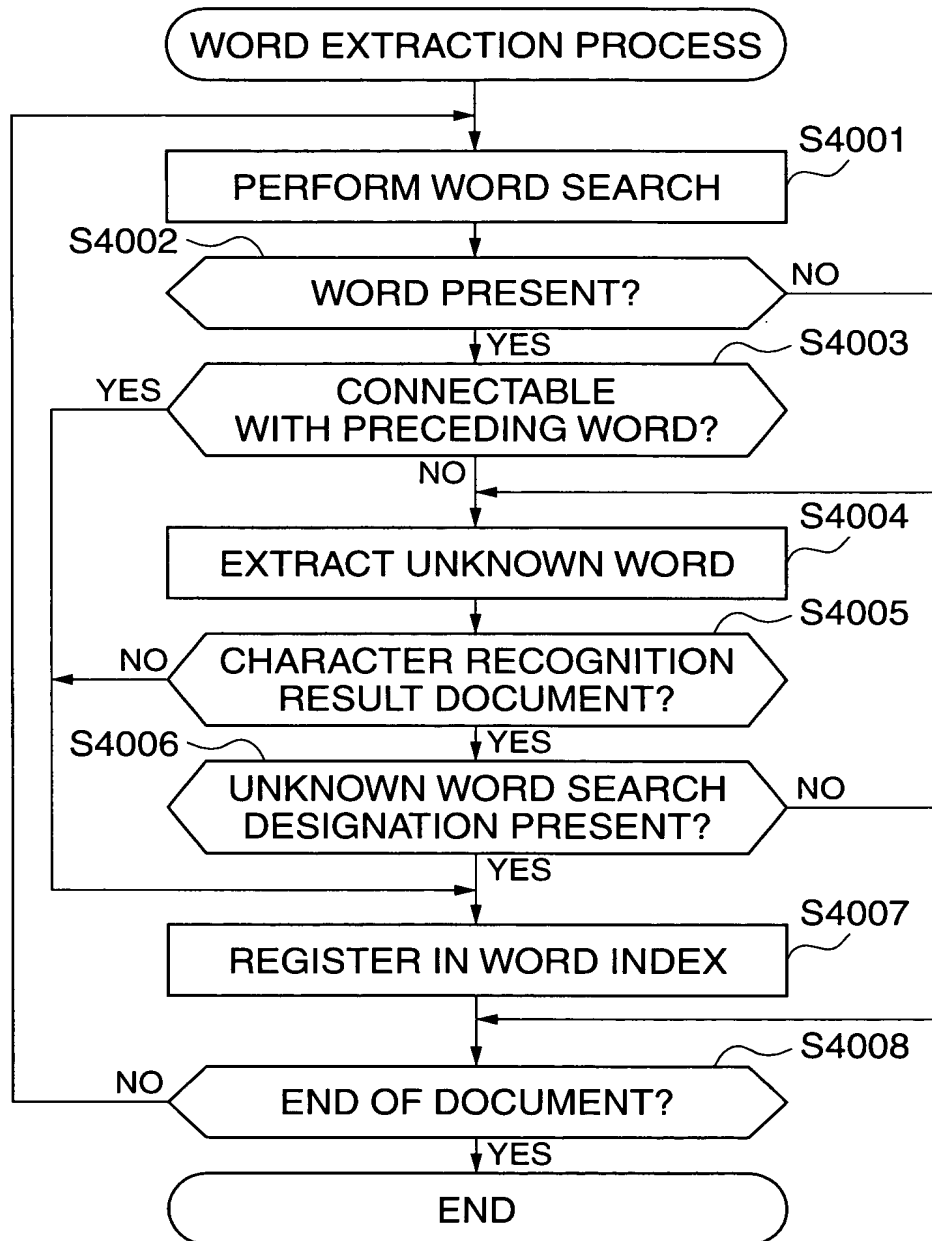 WORD EXTRACTION PROCESS
S4001
PERFORM WORD SEARCH
S4002
WORD PRESENT?
NO
YES
S4003
YES
CONNECTABLE
WITH PRECEDING WORD?
NO
S4004
EXTRACT UNKNOWN WORD
S4005
NO
CHARACTER RECOGNITION
RESULT DOCUMENT?
YES
S4006
UNKNOWN WORD SEARCH
DESIGNATION PRESENT?
NO
YES
S4007
REGISTER IN WORD INDEX
S4008
NO
END OF DOCUMENT?
YES
END